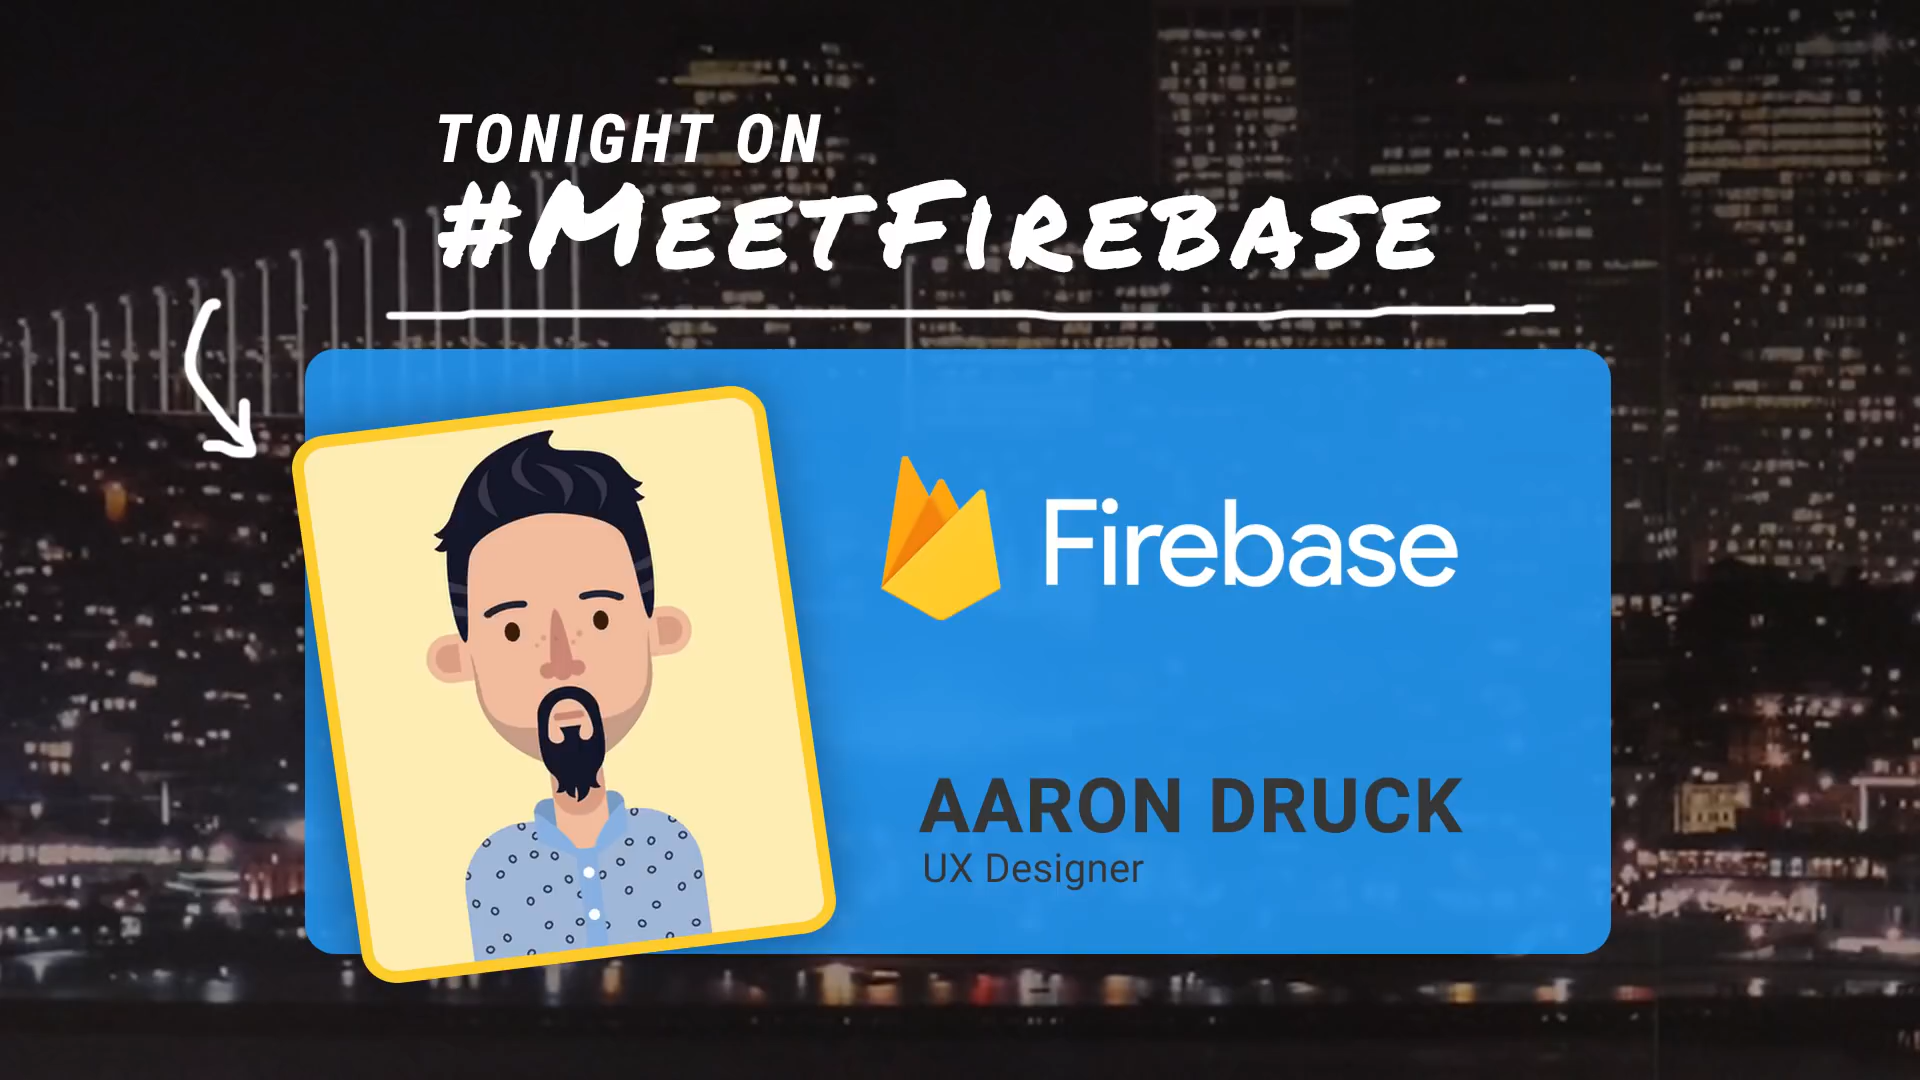 TONIGHT ON
#MEETFIREBASE
Firebase
AARON DRUCK
UX Designer